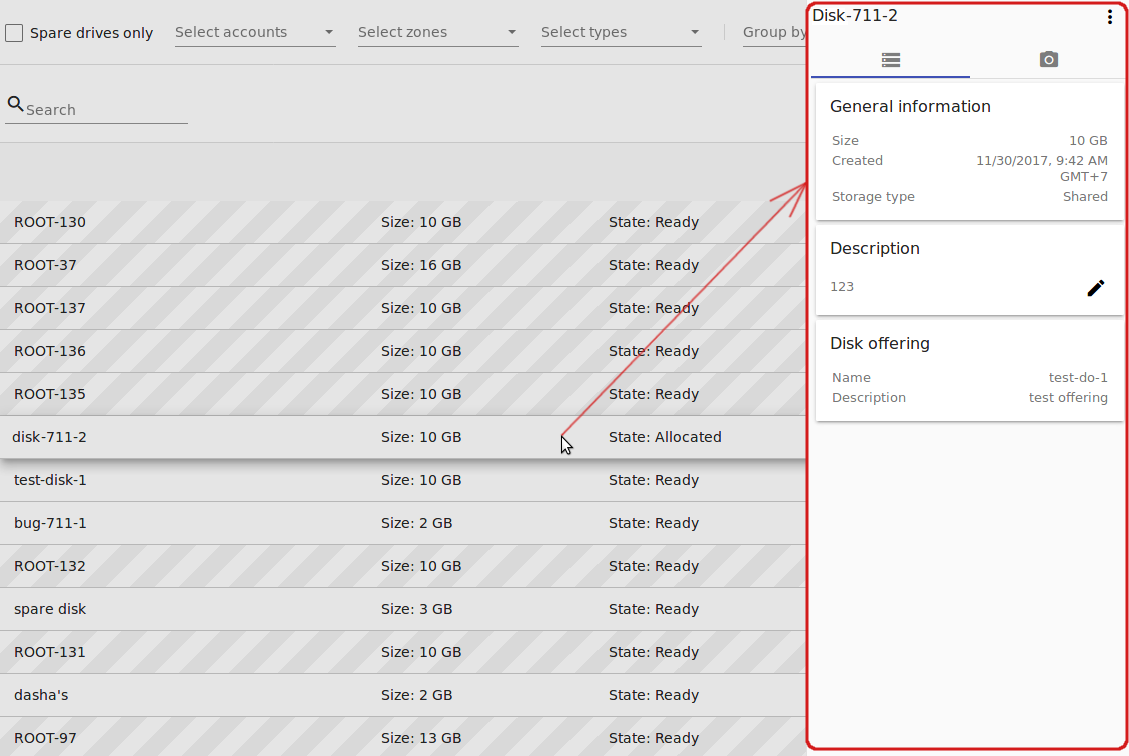 Spare drives only Select accounts Select zones Select types Group by
Search
ROOT-130 Size: 10 GB State: Ready
ROOT-37 Size: 16 GB State: Ready
ROOT-137 Size: 10 GB State: Ready
ROOT-136 Size: 10 GB State: Ready
ROOT-135 Size: 10 GB State: Ready
disk-711-2 Size: 10 GB State: Allocated
test-disk-1 Size: 10 GB State: Ready
bug-711-1 Size: 2 GB State: Ready
ROOT-132 Size: 10 GB State: Ready
spare disk Size: 3 GB State: Ready
ROOT-131 Size: 10 GB State: Ready
dasha's Size: 2 GB State: Ready
ROOT-97 Size: 13 GB State: Ready
Disk-711-2
General information
Size 10 GB
Created 11/30/2017, 9:42 AM
GMT+7
Storage type Shared
Description
123
Disk offering
Name test-do-1
Description test offering